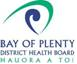 BAY OF PLENTY
DISTRICT HEALTH BOARD
HAUORA A TOI